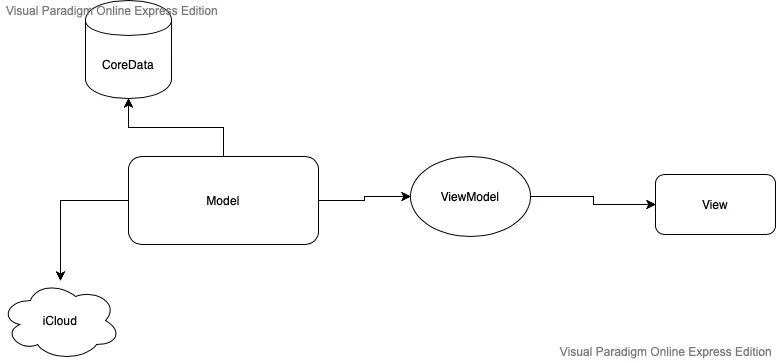 Visual Paradigm Online Express Edition
CoreData
Model
ViewModel
View
iCloud
Visual Paradigm Online Express Edition